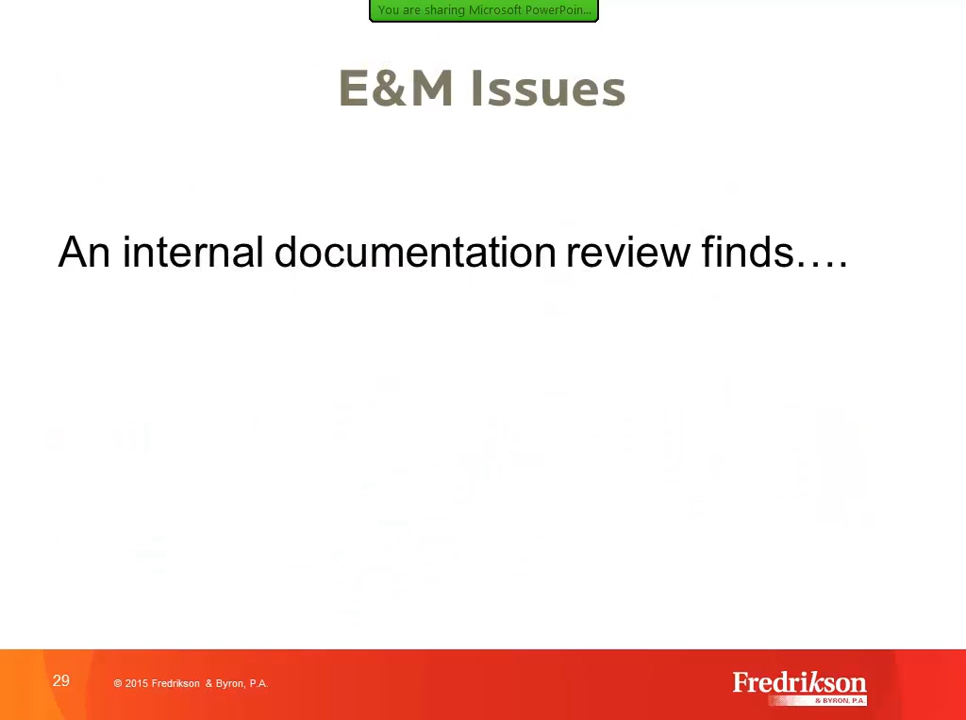 You are sharing Microsoft PowerPoin...
E&M Issues
An internal documentation review finds….
29
© 2015 Fredrikson & Byron, P.A.
Fredrikson
& BYRON, P.A.